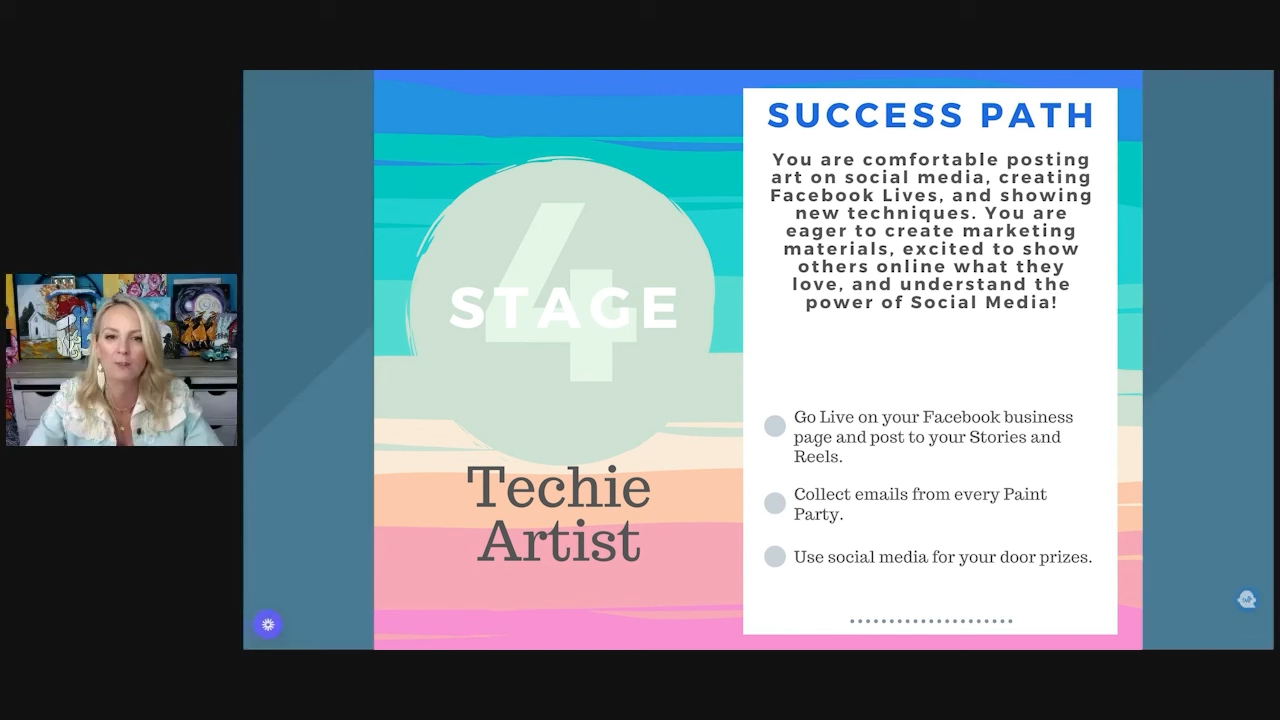 4
STAGE
Techie
Artist
SUCCESS PATH
You are comfortable posting
art on social media, creating
Facebook Lives, and showing
new techniques. You are
eager to create marketing
materials, excited to show
others online what they
love, and understand the
power of Social Media!
Go Live on your Facebook business
page and post to your Stories and
Reels.
Collect emails from every Paint
Party.
Use social media for your door prizes.